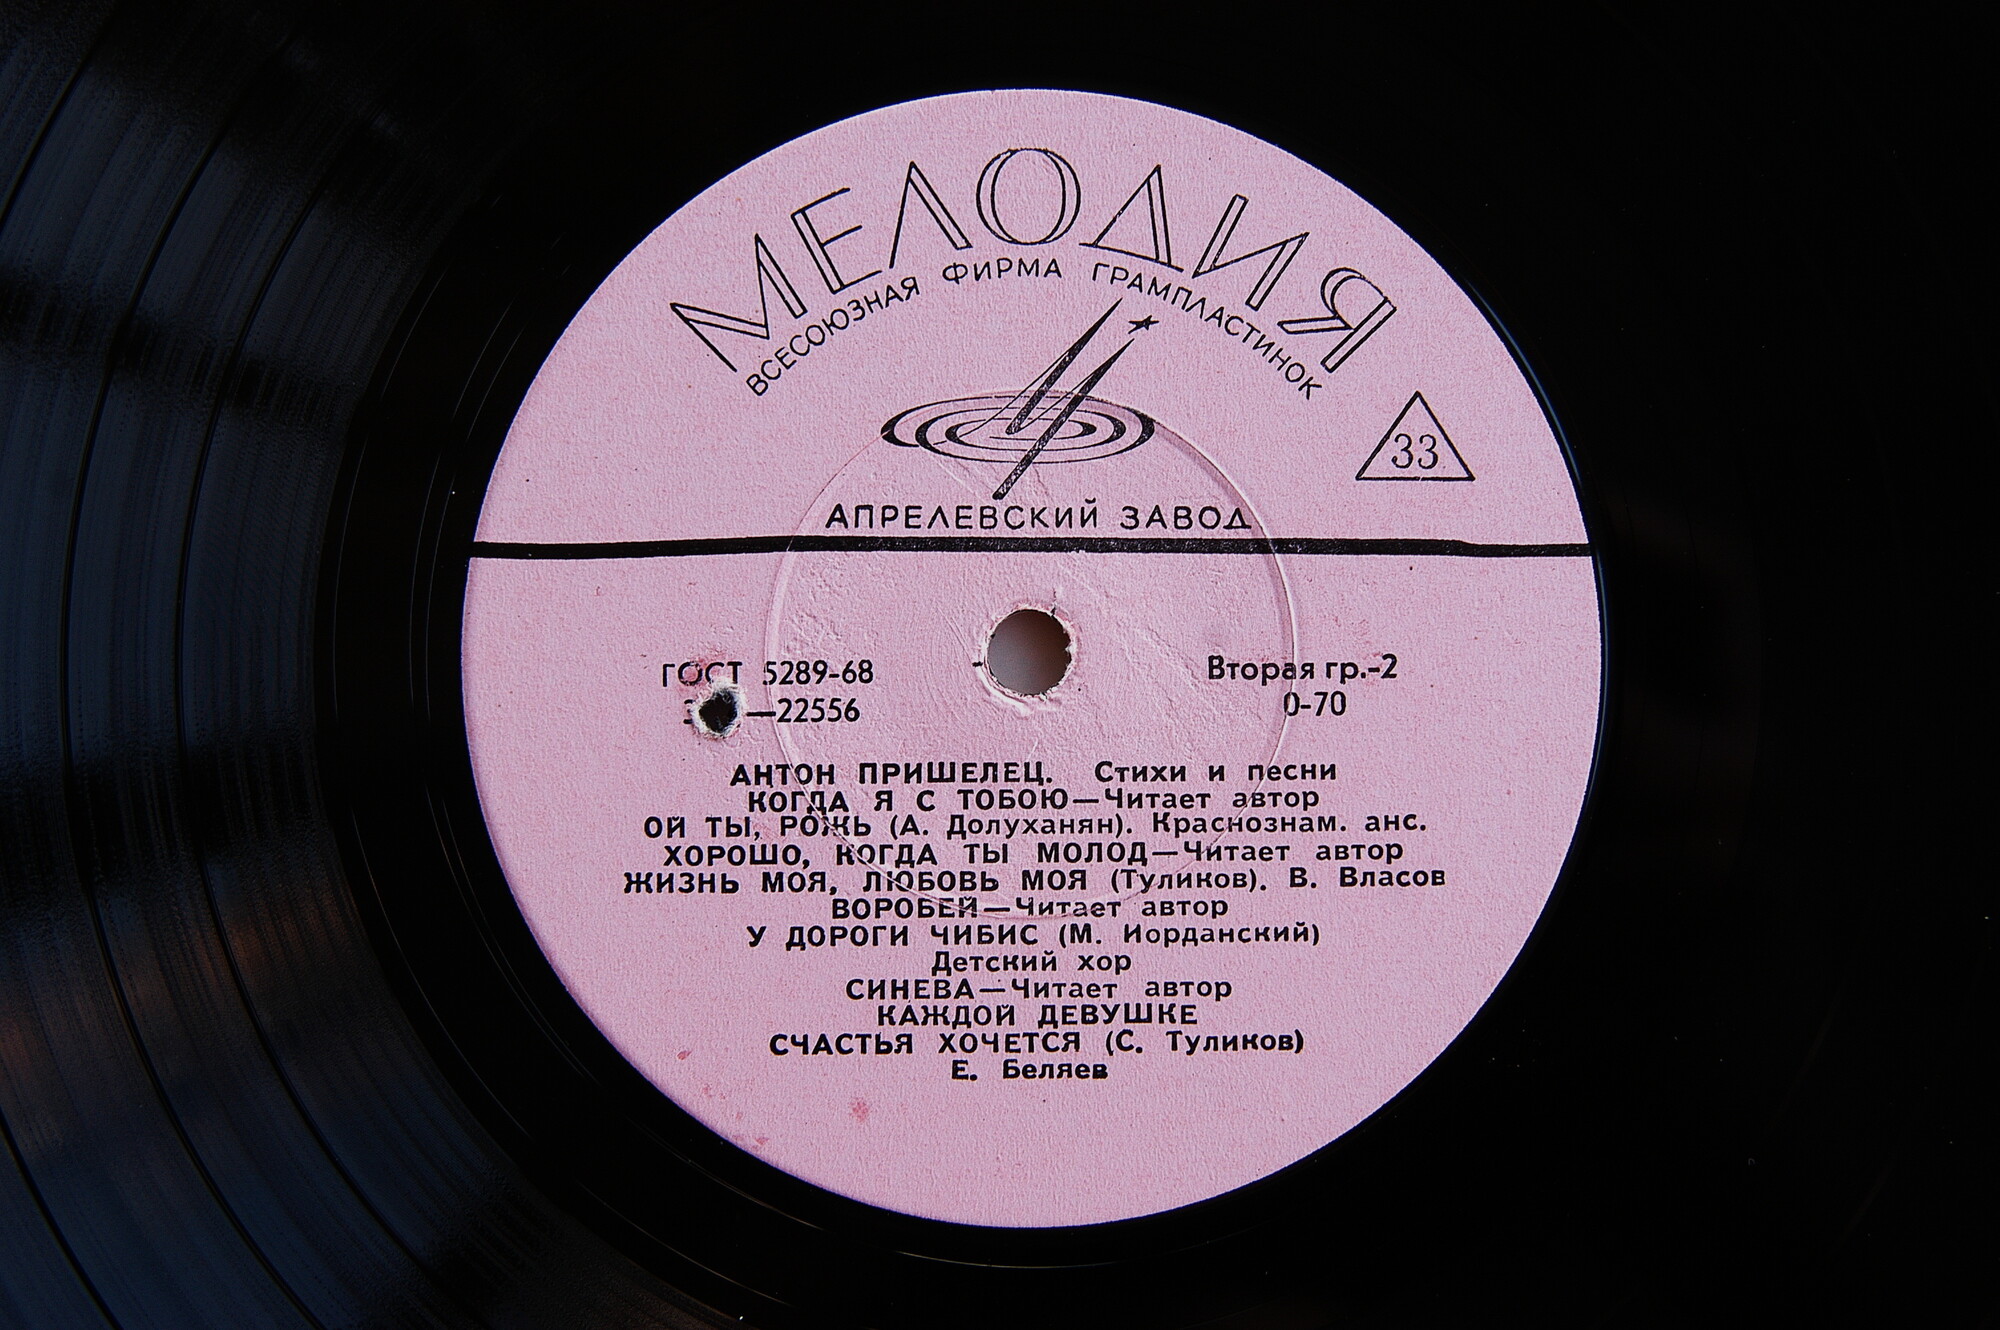 МЕЛОДИЯ
ВСЕСОЮЗНАЯ ФИРМА ГРАМПЛАСТИНОК
33
АПРЕЛЕВСКИЙ ЗАВОД
ГОСТ 5289-68
Вторая гр.-2
—22556
0-70
АНТОН ПРИШЕЛЕЦ. Стихи и песни
КОГДА Я С ТОБОЮ—Читает автор
ОЙ ТЫ, РОЖЬ (А. Долуханян). Краснознам. анс.
ХОРОШО, КОГДА ТЫ МОЛОД—Читает автор
ЖИЗНЬ МОЯ, ЛЮБОВЬ МОЯ (Туликов). В. Власов
ВОРОБЕЙ—Читает автор
У ДОРОГИ ЧИБИС (М. Иорданский)
Детский хор
СИНЕВА—Читает автор
КАЖДОЙ ДЕВУШКЕ
СЧАСТЬЯ ХОЧЕТСЯ (С. Туликов)
Е. Беляев